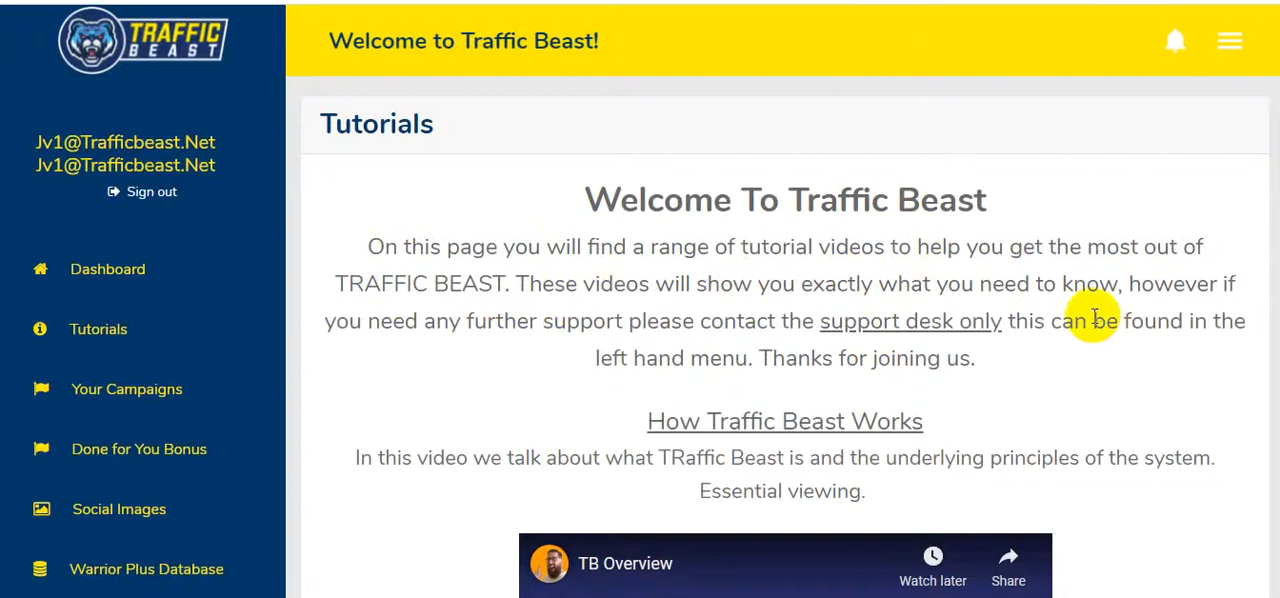 TRAFFIC
BEAST
Welcome to Traffic Beast!
Jv1@Trafficbeast.Net
Jv1@Trafficbeast.Net
Sign out
Dashboard
Tutorials
Your Campaigns
Done for You Bonus
Social Images
Warrior Plus Database
Tutorials
Welcome To Traffic Beast
On this page you will find a range of tutorial videos to help you get the most out of
TRAFFIC BEAST. These videos will show you exactly what you need to know, however if
you need any further support please contact the support desk only this can be found in the
left hand menu. Thanks for joining us.
How Traffic Beast Works
In this video we talk about what TRaffic Beast is and the underlying principles of the system.
Essential viewing.
TB Overview
Watch later
Share